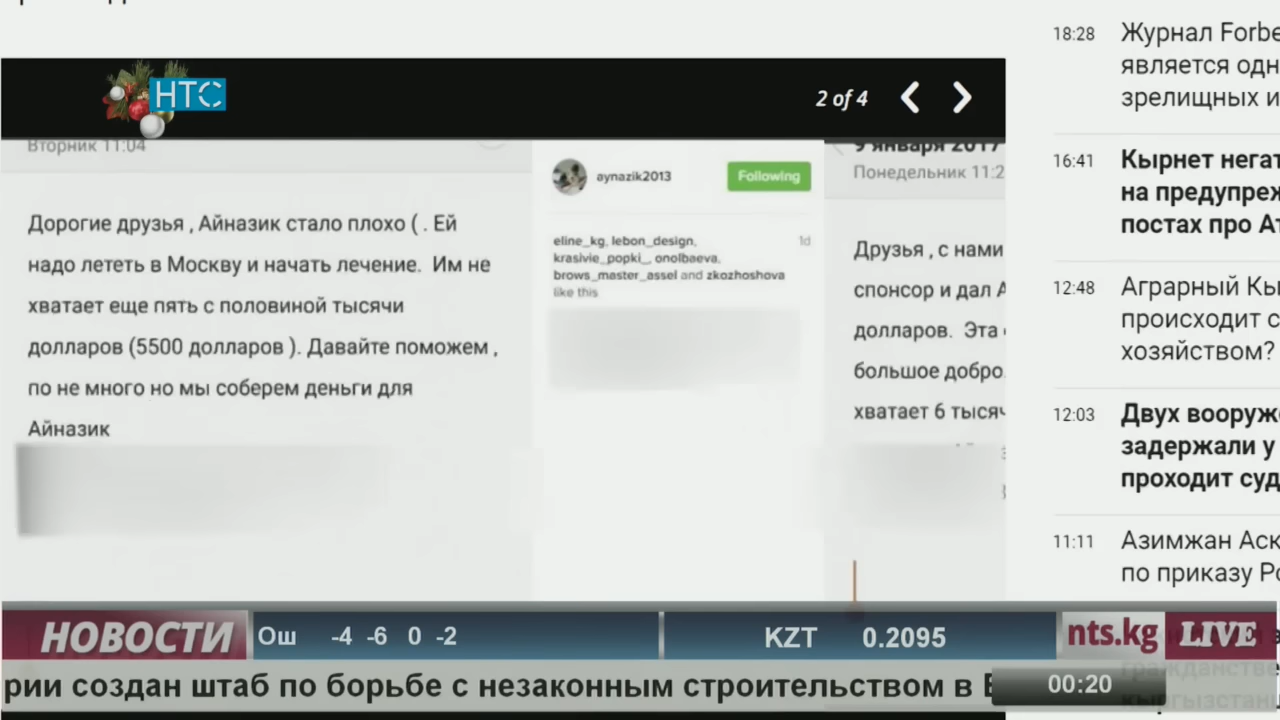 НТС
2 of 4
Вторник 11:04
Дорогие друзья , Айназик стало плохо ( . Ей
надо лететь в Москву и начать лечение. Им не
хватает еще пять с половиной тысячи
долларов (5500 долларов ). Давайте поможем ,
по не много но мы соберем деньги для
Айназик
aynazik2013
Following
eline_kg, lebon_design,
1d
krasivie_popki_, onolbaeva,
brows_master_assel and zkozhoshova
like this
9 января 2017
Понедельник 11:2
Друзья , с нами
спонсор и дал А
долларов. Эта
большое добро.
хватает 6 тысяч
18:28
Журнал Forbe
является одн
зрелищных и
16:41
Кырнет негат
на предупреж
постах про Ат
12:48
Аграрный Кы
происходит с
хозяйством?
12:03
Двух вооруж
задержали у
проходит суд
11:11
Азимжан Аск
по приказу Ро
НОВОСТИ
Ош -4 -6 0 -2
KZT 0.2095
nts.kg LIVE
рии создан штаб по борьбе с незаконным строительством в
00:20